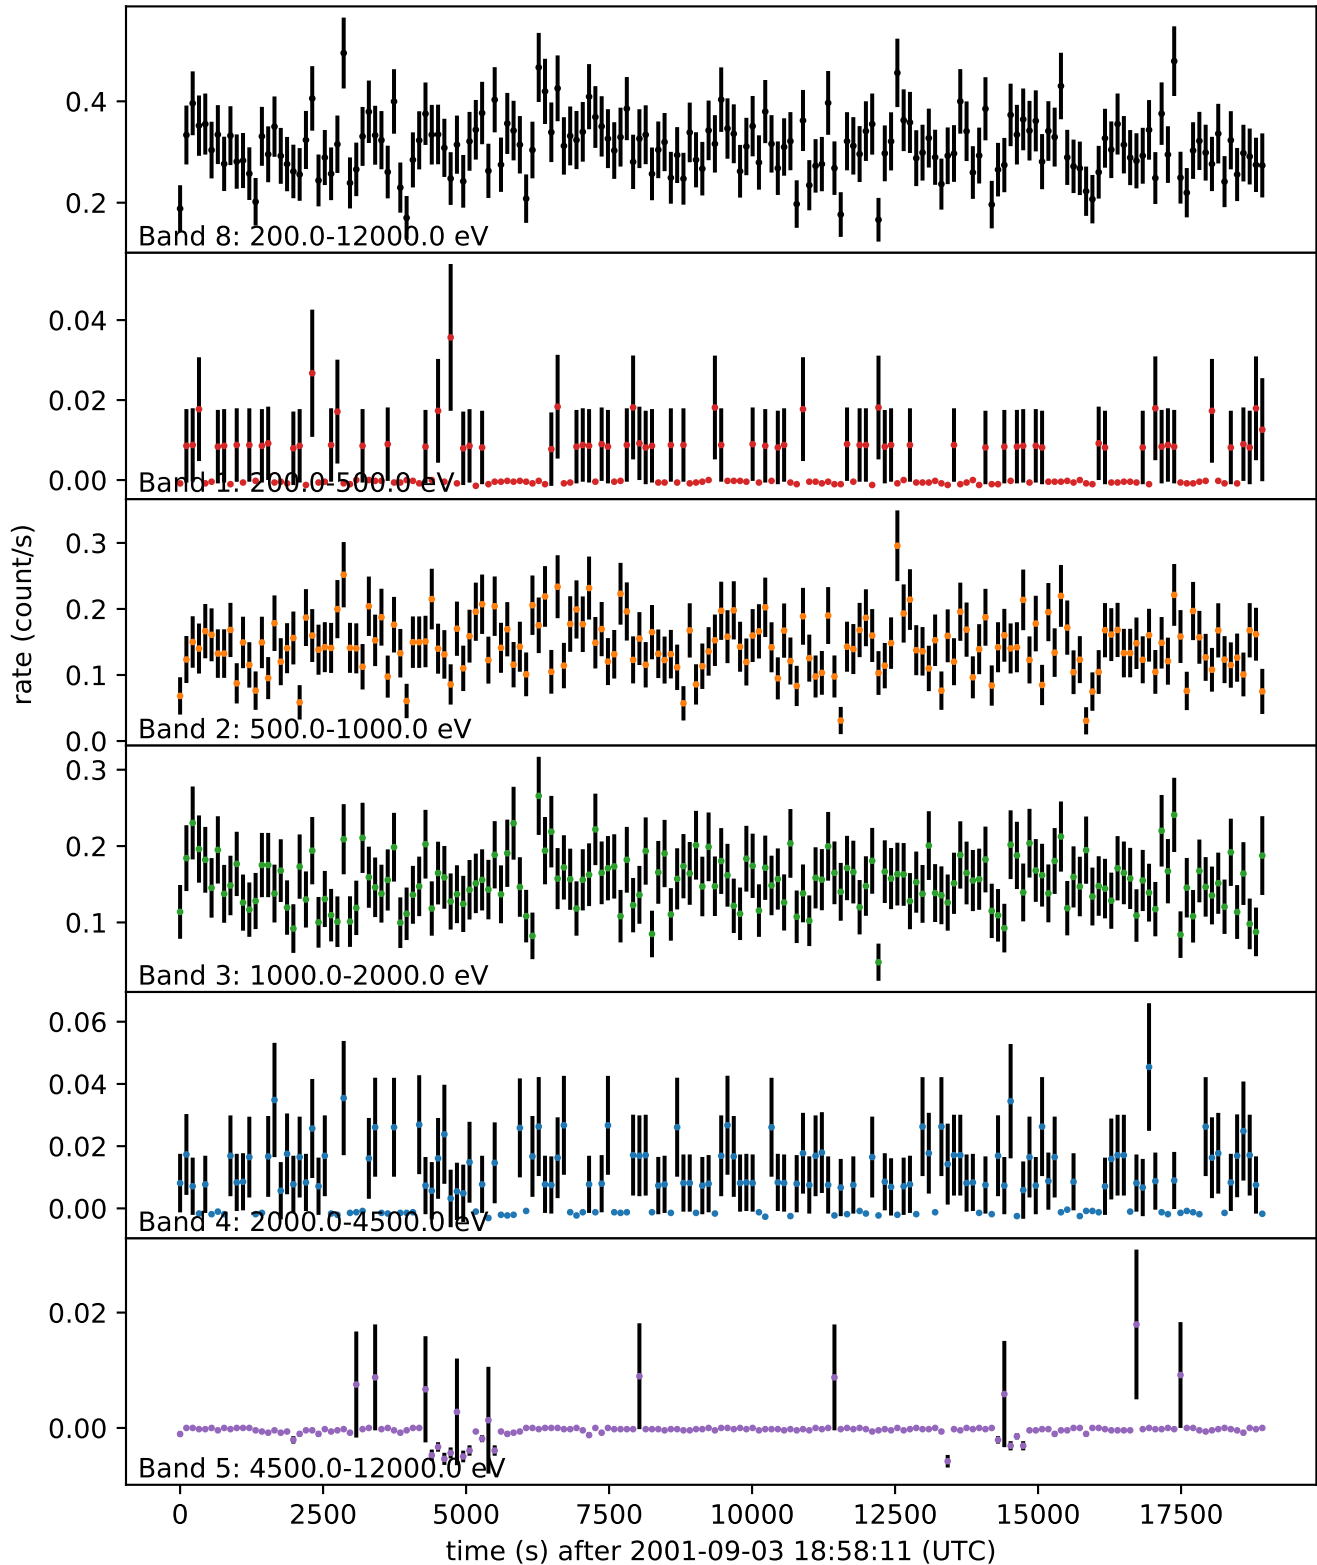 0.4
0.2
Band 8: 200.0-12000.0 eV
0.04
0.02
0.00
Band 1: 200.0-500.0 eV
0.3
0.2
0.1
0.0
Band 2: 500.0-1000.0 eV
rate (count/s)
0.3
0.2
0.1
Band 3: 1000.0-2000.0 eV
0.06
0.04
0.02
0.00
Band 4: 2000.0-4500.0 eV
0.02
0.00
Band 5: 4500.0-12000.0 eV
0 2500 5000 7500 10000 12500 15000 17500
time (s) after 2001-09-03 18:58:11 (UTC)